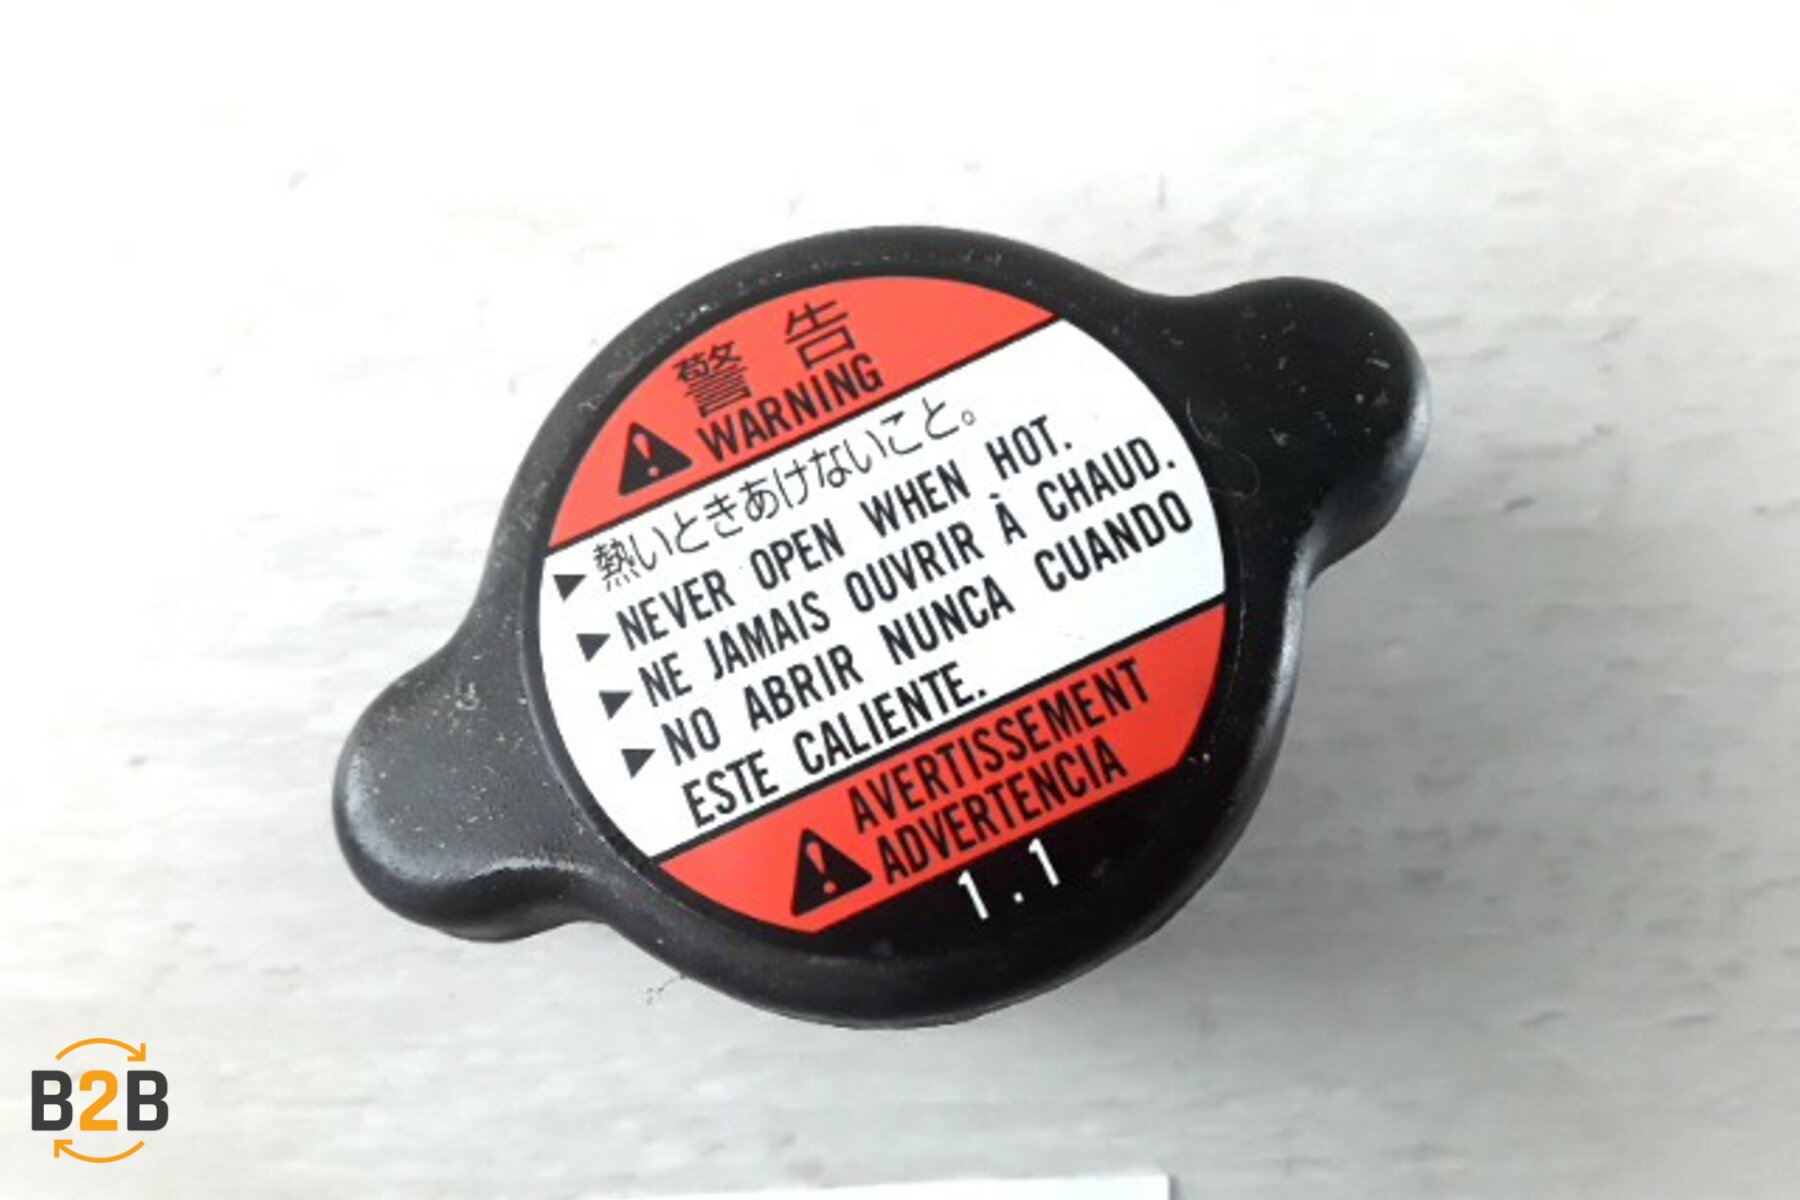 警告
WARNING
熱いときあけないこと。
NEVER OPEN WHEN HOT.
NE JAMAIS OUVRIR À CHAUD.
NO ABRIR NUNCA CUANDO
ESTE CALIENTE.
AVERTISSEMENT
ADVERTENCIA
1.1
B2B